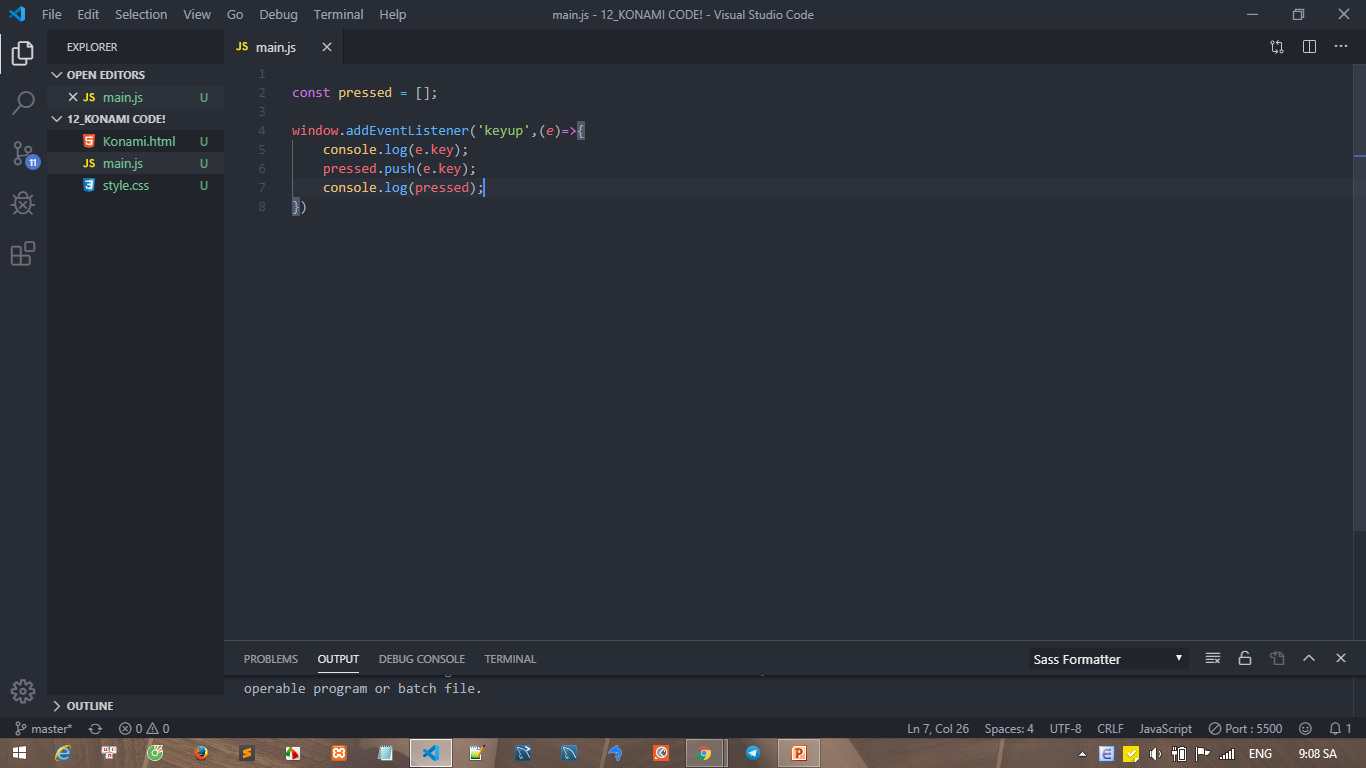 File Edit Selection View Go Debug Terminal Help
main.js - 12_KONAMI CODE! - Visual Studio Code
EXPLORER
OPEN EDITORS
JS main.js U
12_KONAMI CODE!
Konami.html U
JS main.js U
style.css U
11
OUTLINE
JS main.js
1
2 const pressed = [];
3
4 window.addEventListener('keyup',(e)=>{
5 console.log(e.key);
6 pressed.push(e.key);
7 console.log(pressed);
8 })
PROBLEMS OUTPUT DEBUG CONSOLE TERMINAL
Sass Formatter
operable program or batch file.
master* 0 0
Ln 7, Col 26 Spaces: 4 UTF-8 CRLF JavaScript Port : 5500 1
ENG 9:08 SA